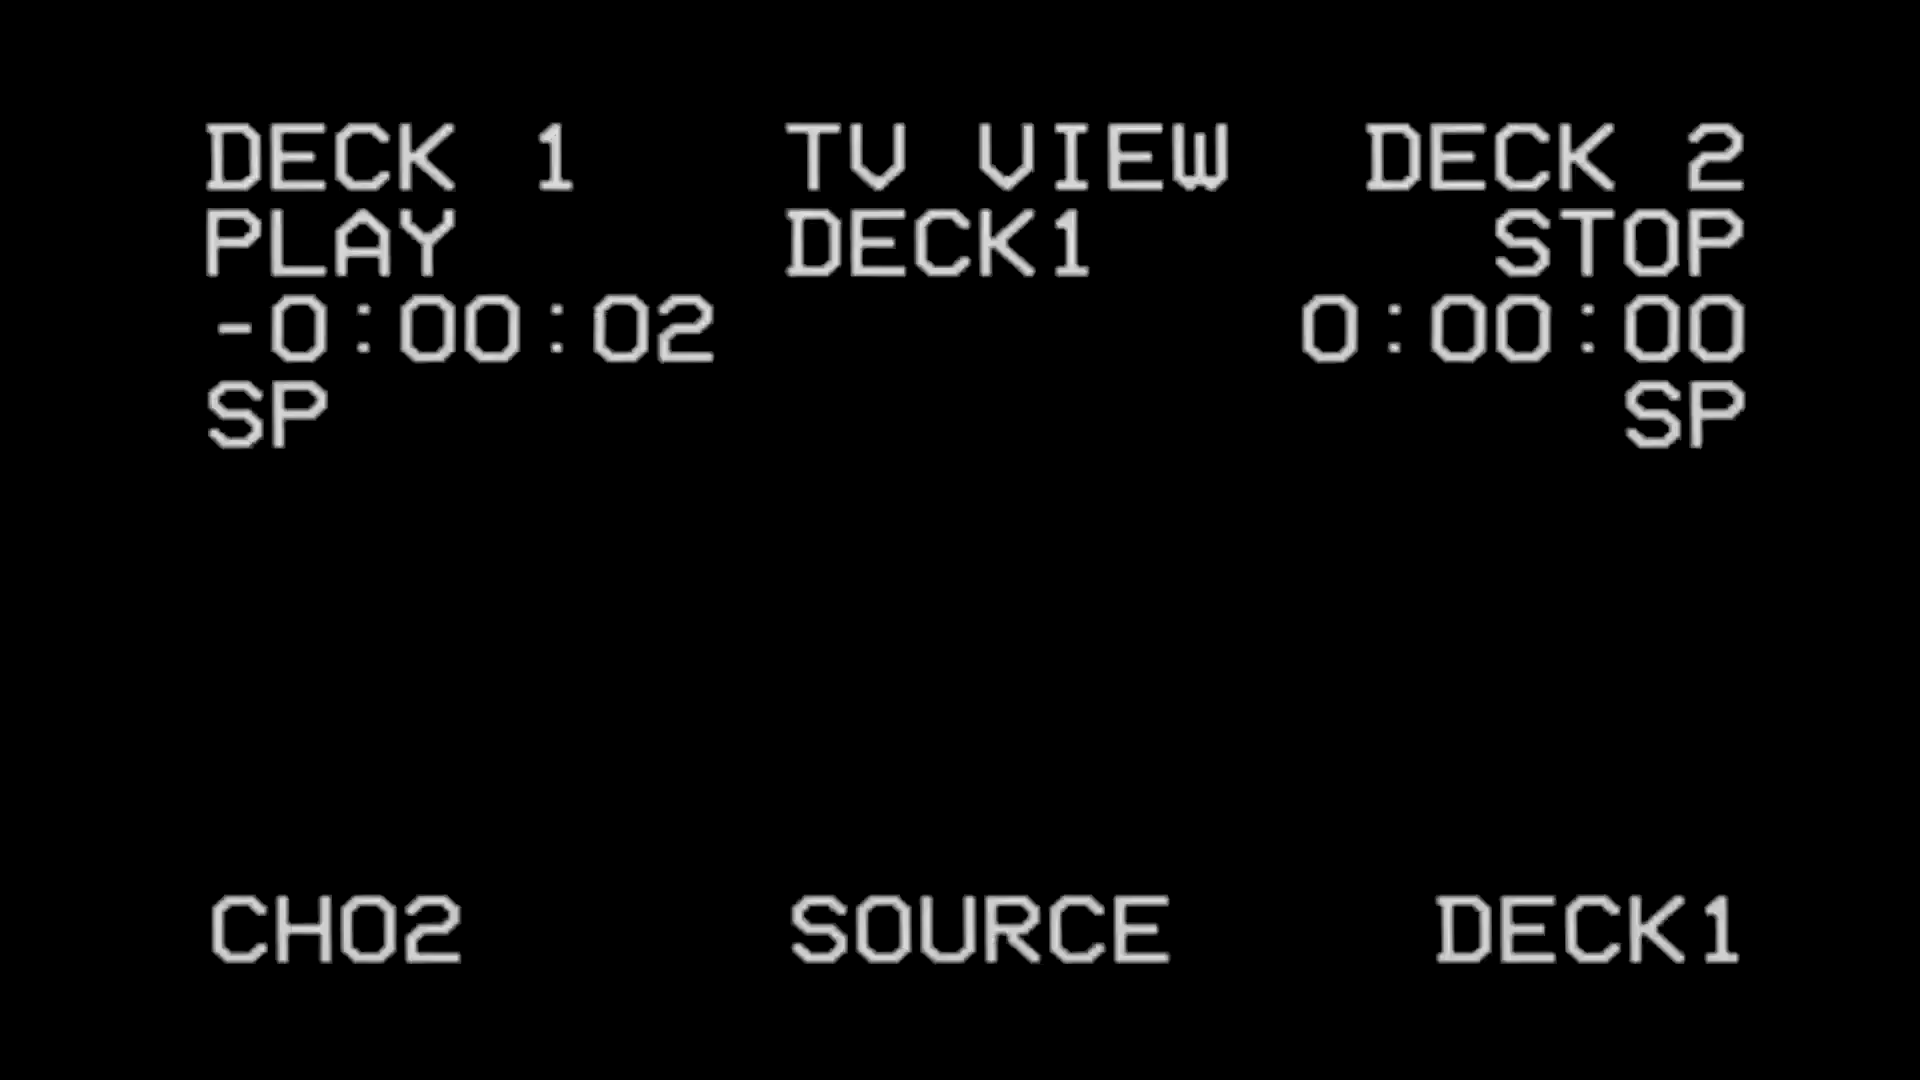 DECK 1 TV VIEW DECK 2
PLAY DECK1 STOP
-0:00:02 0:00:00
SP SP
CH02 SOURCE DECK1